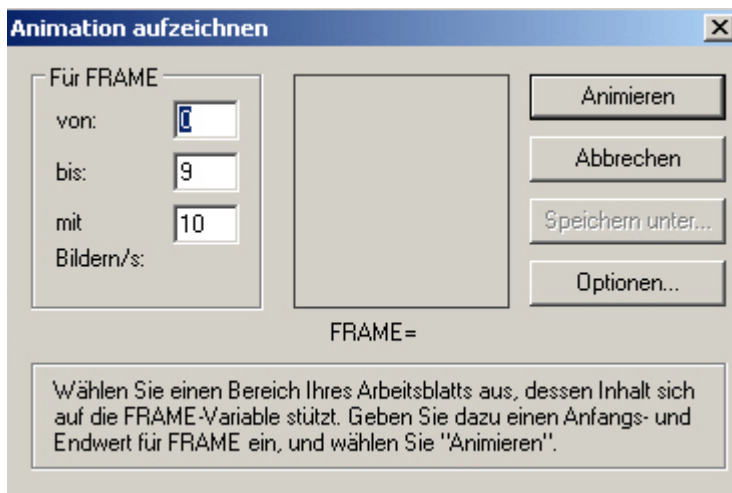 Animation aufzeichnen
Für FRAME
von: 0
bis: 9
mit 10
Bildern/s:
FRAME=
Animieren
Abbrechen
Speichern unter...
Optionen...
Wählen Sie einen Bereich Ihres Arbeitsblatts aus, dessen Inhalt sich
auf die FRAME-Variable stützt. Geben Sie dazu einen Anfangs- und
Endwert für FRAME ein, und wählen Sie "Animieren".